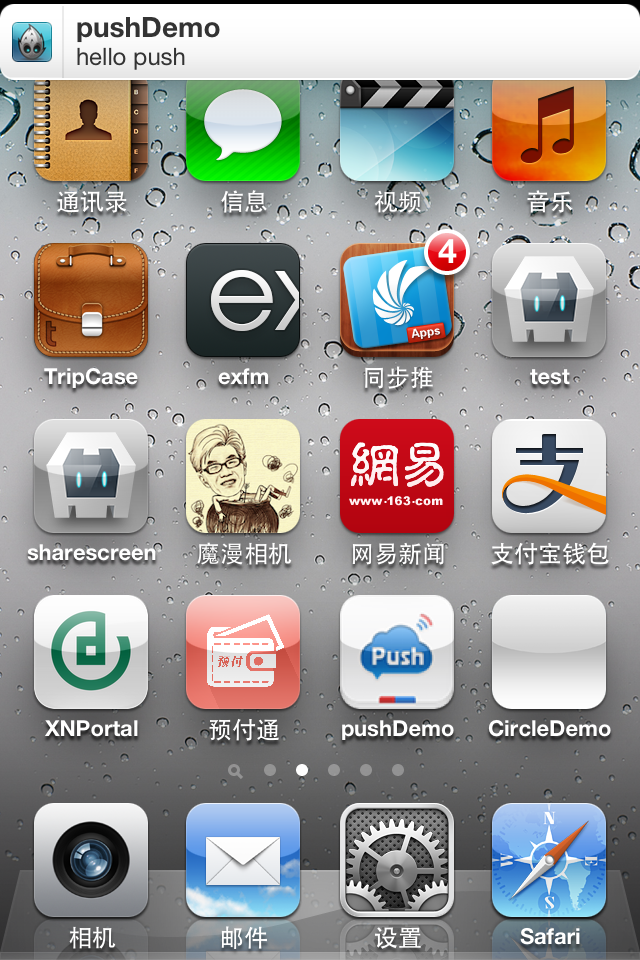 pushDemo
hello push
通讯录
信息
视频
音乐
4
Apps
TripCase
exfm
同步推
test
網易
www·163·com
支
sharescreen
魔漫相机
网易新闻
支付宝钱包
预付
Push
XNPortal
预付通
pushDemo
CircleDemo
N
W E
S
相机
邮件
设置
Safari